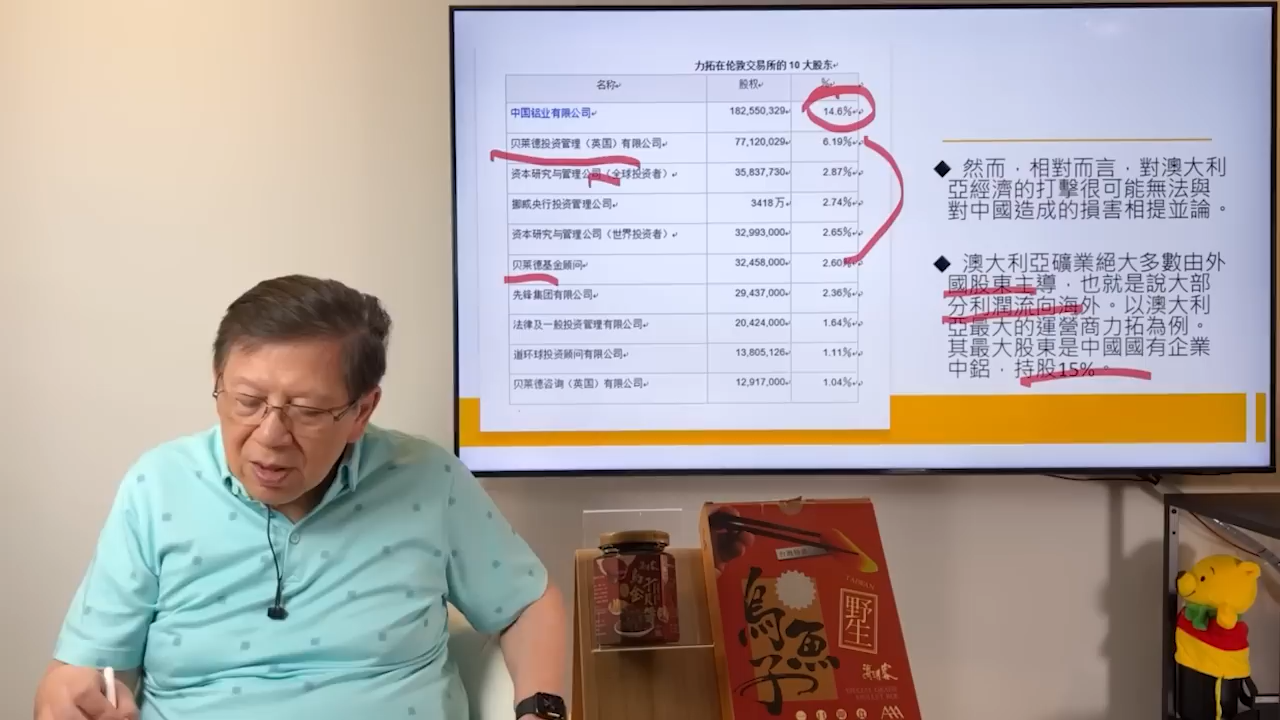 力拓在伦敦交易所的 10 大股东
名称 股权 %
中国铝业有限公司 182,550,329 14.6%
贝莱德投资管理（英国）有限公司 77,120,029 6.19%
资本研究与管理公司（全球投资者） 35,837,730 2.87%
挪威央行投资管理公司 3418 万 2.74%
资本研究与管理公司（世界投资者） 32,993,000 2.65%
贝莱德基金顾问 32,458,000 2.60%
先锋集团有限公司 29,437,000 2.36%
法律及一般投资管理有限公司 20,424,000 1.64%
道环球投资顾问有限公司 13,805,126 1.11%
贝莱德咨询（英国）有限公司 12,917,000 1.04%
◆ 然而，相對而言，對澳大利
亞經濟的打擊很可能無法與
對中國造成的損害相提並論。
◆ 澳大利亞礦業絕大多數由外
國股東主導，也就是說大部
分利潤流向海外。以澳大利
亞最大的運營商力拓為例。
其最大股東是中國國有企業
中鋁，持股15%。
TAIWAN
野生
烏魚子